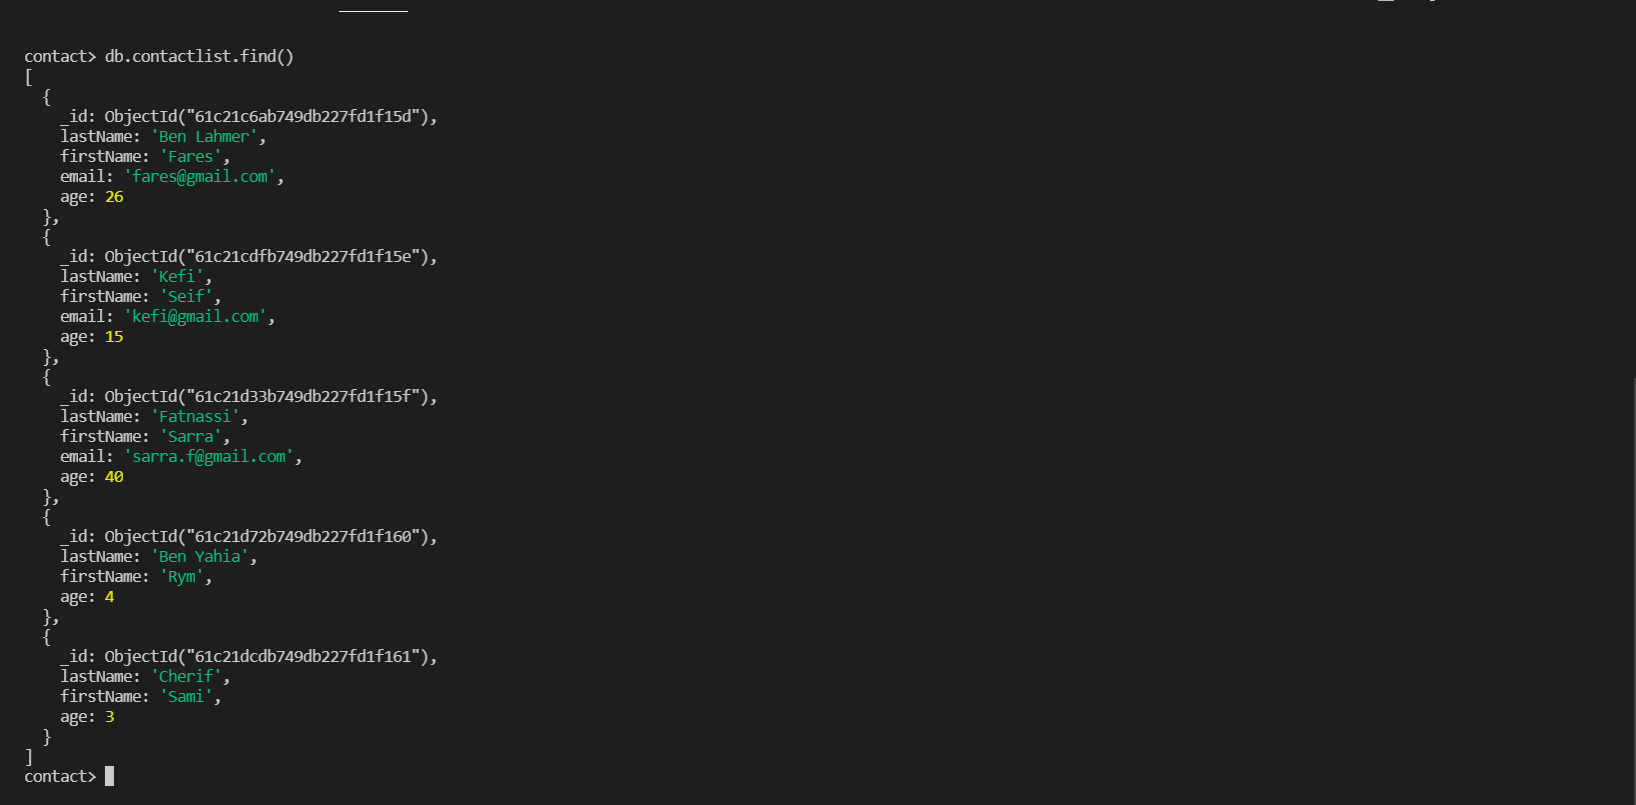 contact> db.contactlist.find()
[
{
_id: ObjectId("61c21c6ab749db227fd1f15d"),
lastName: 'Ben Lahmer',
firstName: 'Fares',
email: 'fares@gmail.com',
age: 26
},
{
_id: ObjectId("61c21cdfb749db227fd1f15e"),
lastName: 'Kefi',
firstName: 'Seif',
email: 'kefi@gmail.com',
age: 15
},
{
_id: ObjectId("61c21d33b749db227fd1f15f"),
lastName: 'Fatnassi',
firstName: 'Sarra',
email: 'sarra.f@gmail.com',
age: 40
},
{
_id: ObjectId("61c21d72b749db227fd1f160"),
lastName: 'Ben Yahia',
firstName: 'Rym',
age: 4
},
{
_id: ObjectId("61c21dcdb749db227fd1f161"),
lastName: 'Cherif',
firstName: 'Sami',
age: 3
}
]
contact>